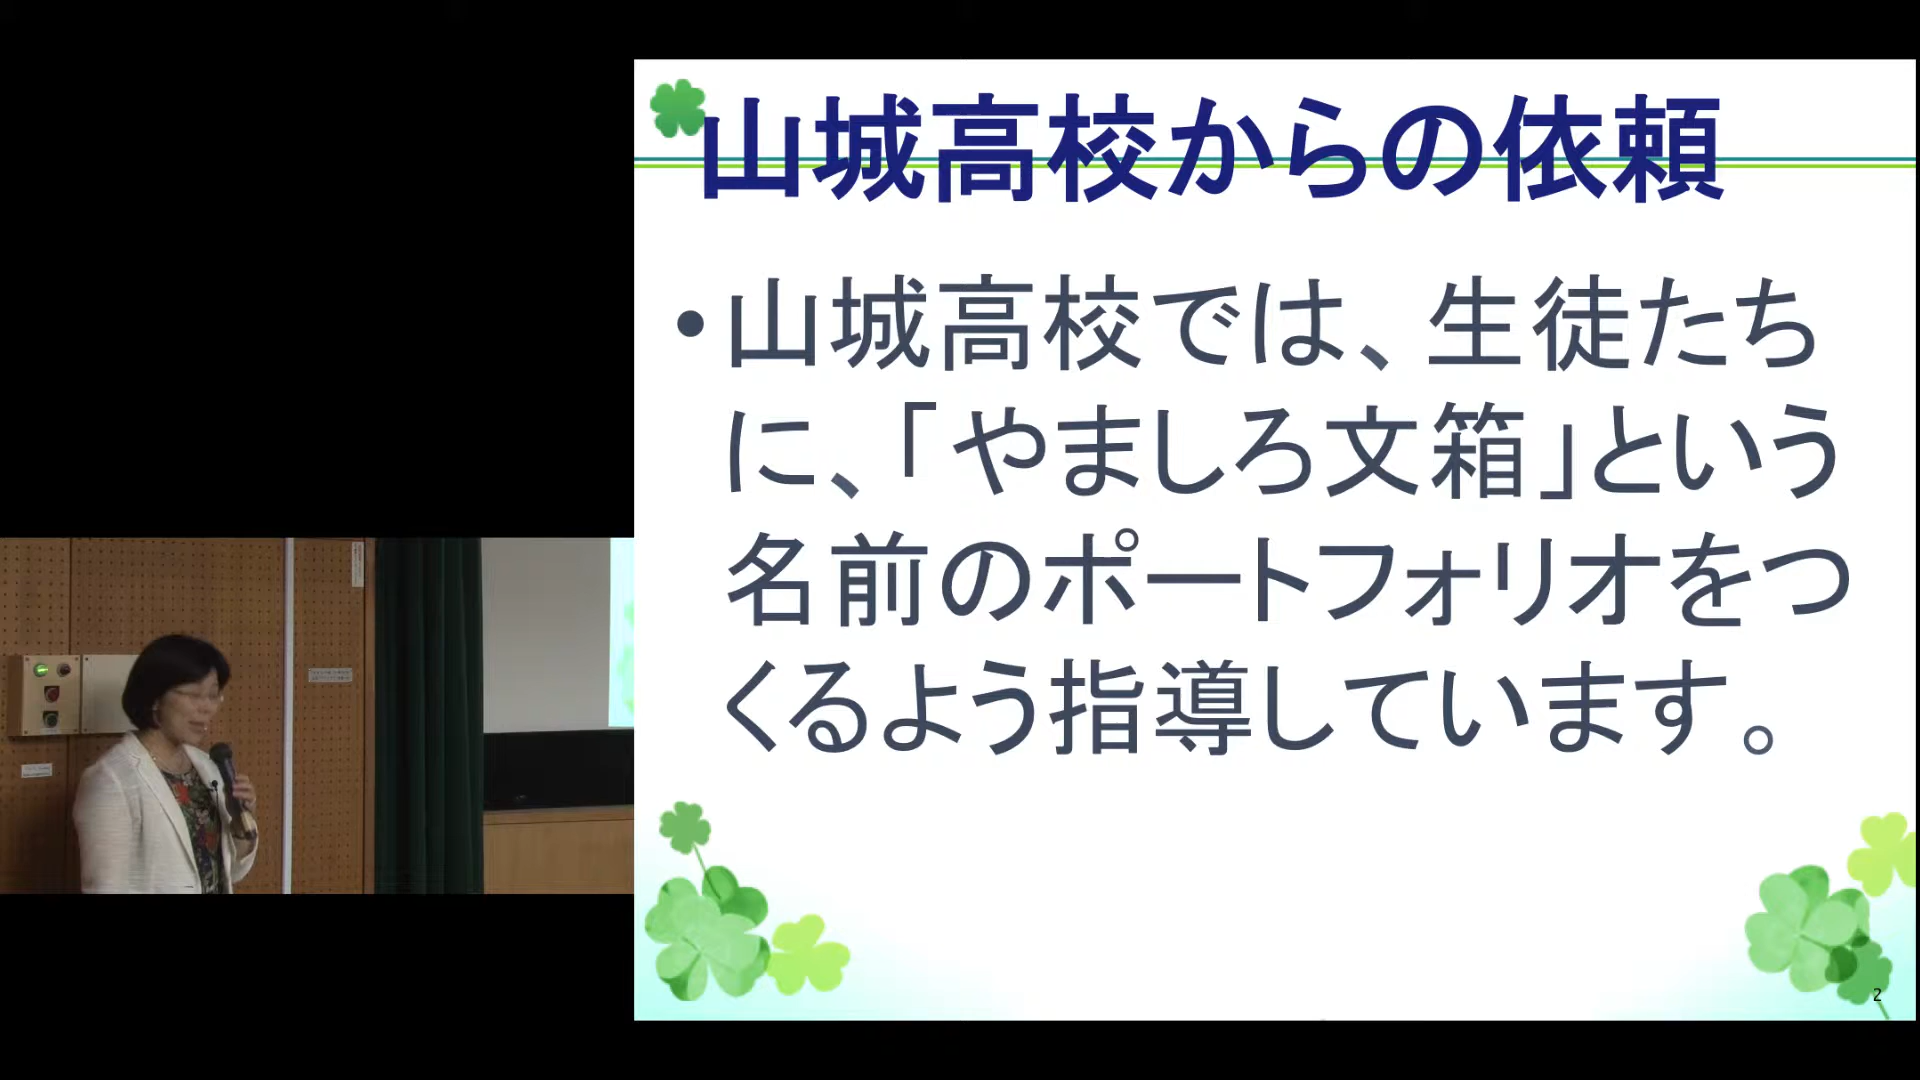 山城高校からの依頼
•山城高校では、生徒たち
に、「やましろ文箱」という
名前のポートフォリオをつ
くるよう指導しています。
2